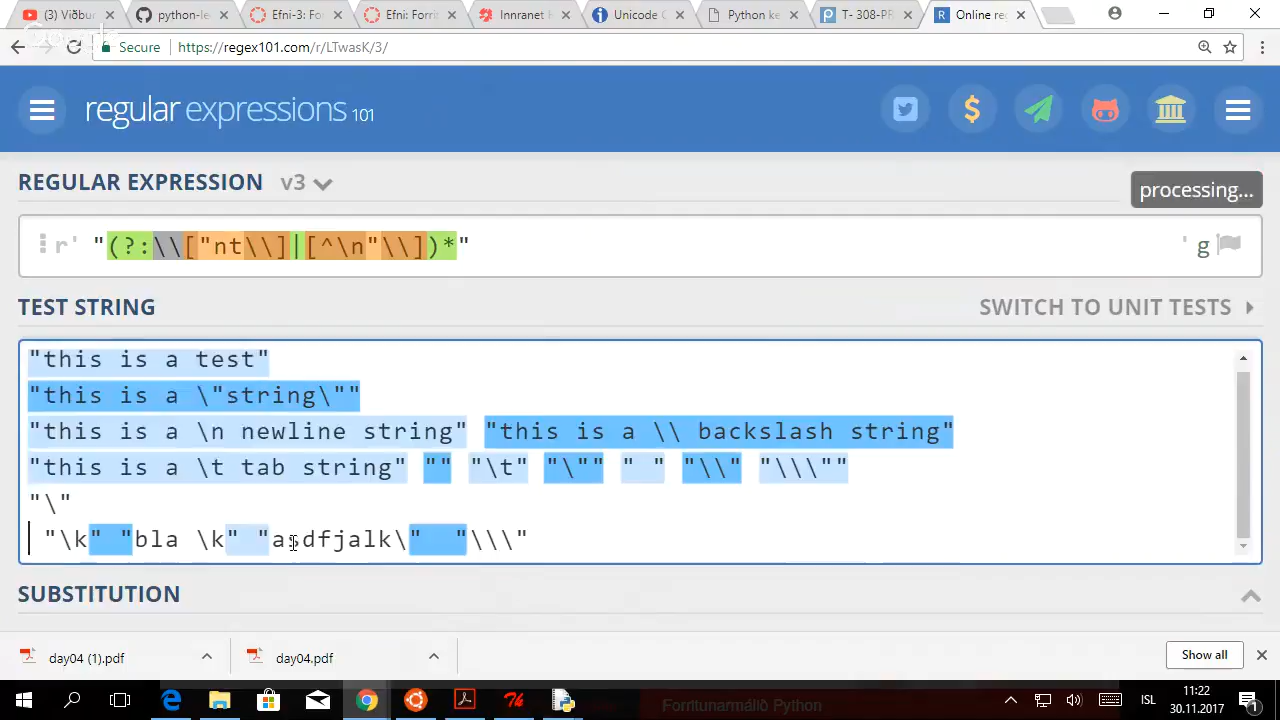 (3) Viðbur
python-le
Efni-3: Fo
Efni: Forri
Innranet H
Unicode C
Python ke
T- 308-PR
Online reg
Secure
https://regex101.com/r/LTwasK/3/
regular expressions 101
REGULAR EXPRESSION v3
processing...
r' "(?:\\["nt\\]|[^\n"\\])*" ' g
TEST STRING
SWITCH TO UNIT TESTS
"this is a test"
"this is a \"string\""
"this is a \n newline string" "this is a \\ backslash string"
"this is a \t tab string" "" "\t" "\"" " " "\\" "\\\""
"\"
"\k" "bla \k" "asdfjalk\"  "\\\"
SUBSTITUTION
day04 (1).pdf
day04.pdf
Show all
ISL
11:22
30.11.2017
Forritunarmálið Python